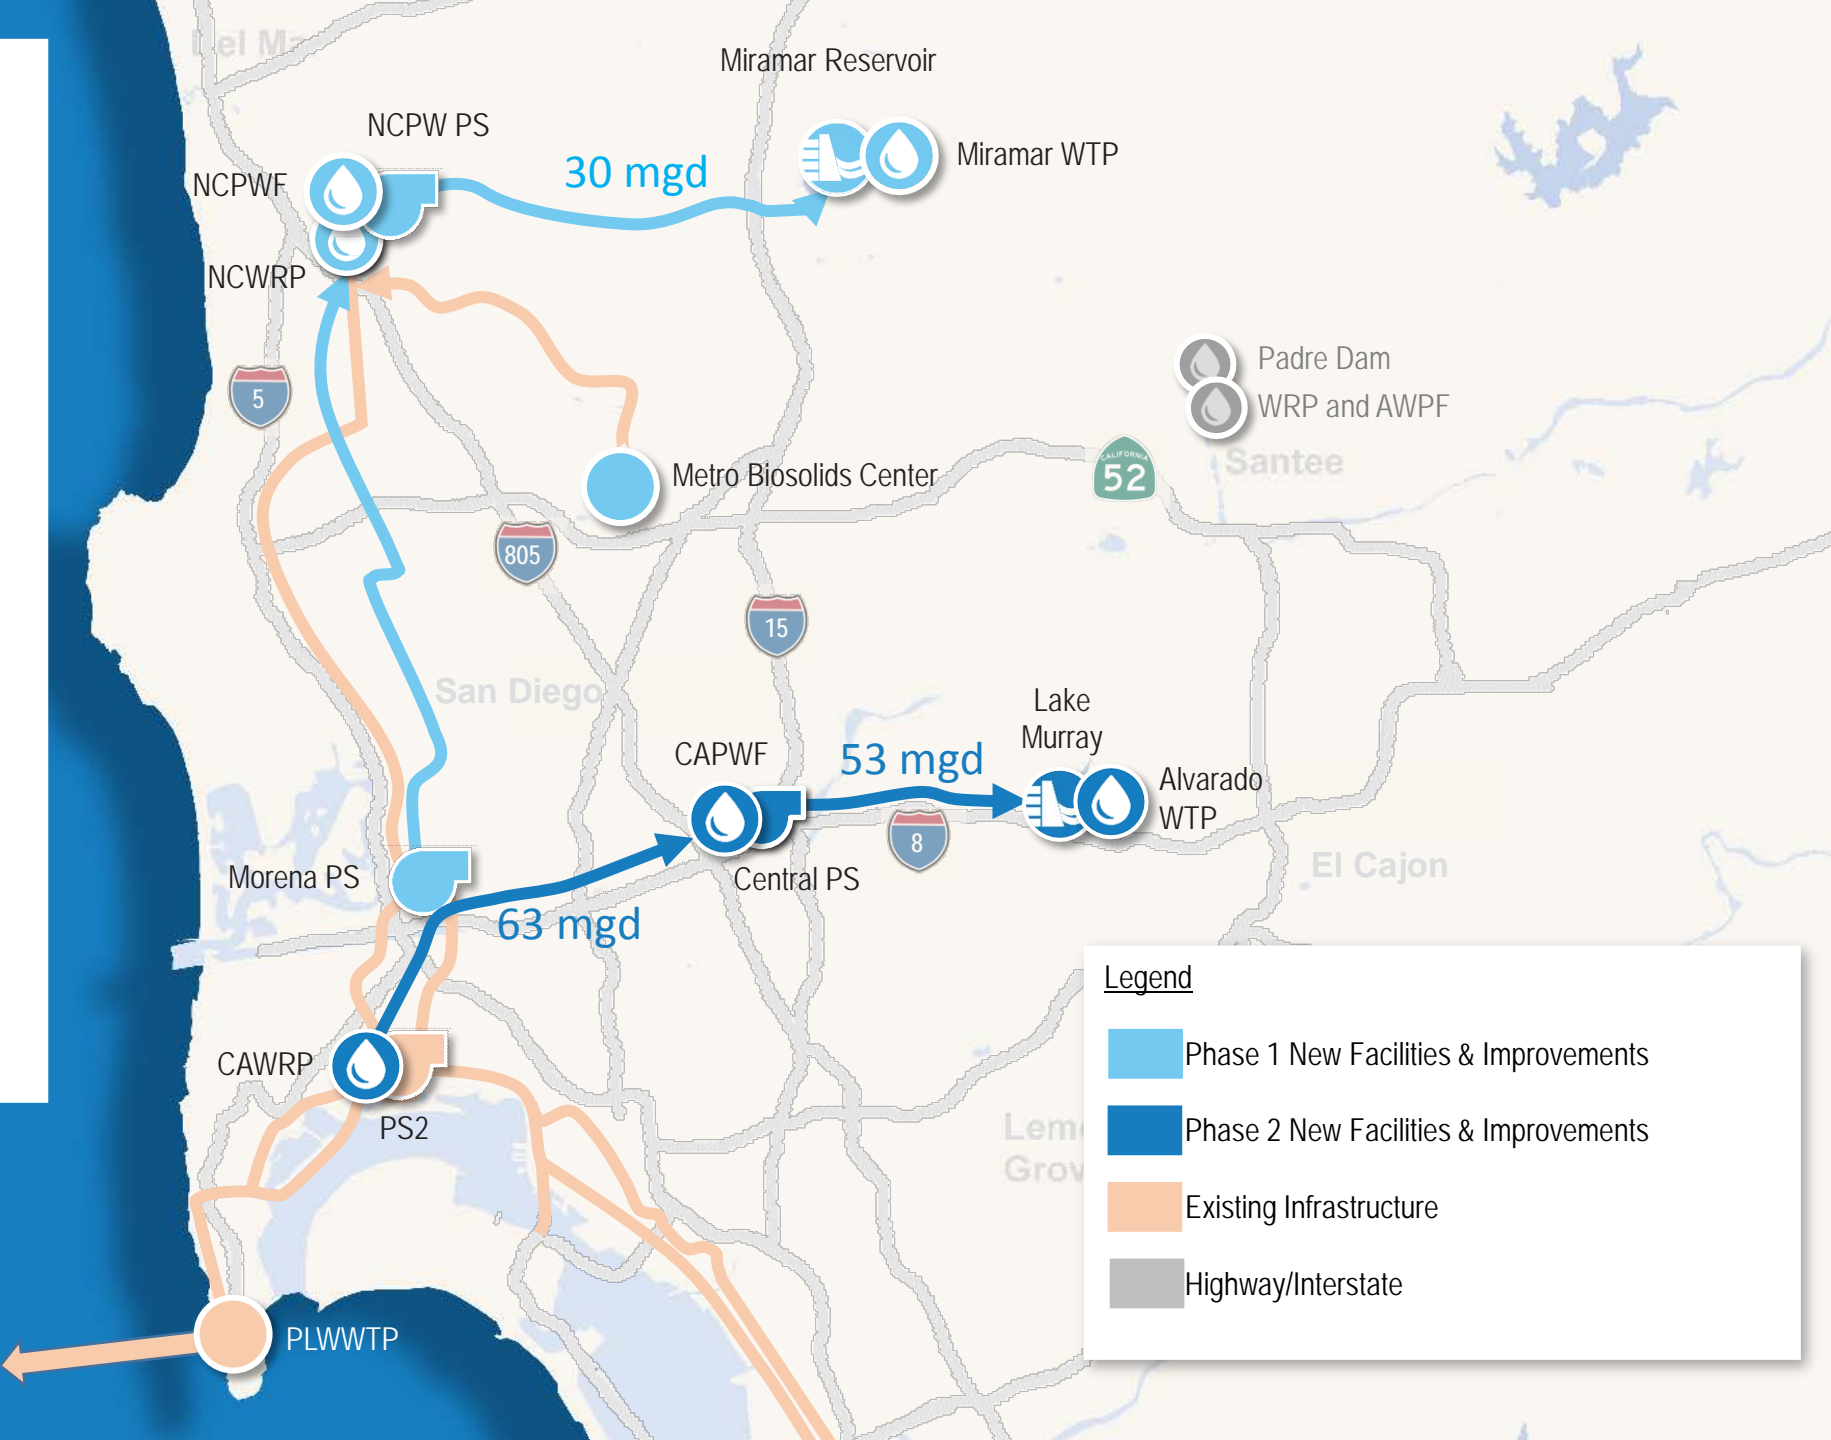 Miramar Reservoir
NCPW PS
30 mgd
Miramar WTP
NCPWF
NCWRP
5
Padre Dam
WRP and AWPF
CALIFORNIA
52
Santee
Metro Biosolids Center
805
15
San Diego
Lake
Murray
CAPWF
53 mgd
Alvarado
WTP
8
Morena PS
Central PS
El Cajon
63 mgd
CAWRP
PS2
PLWWTP
Legend
Phase 1 New Facilities & Improvements
Phase 2 New Facilities & Improvements
Existing Infrastructure
Highway/Interstate